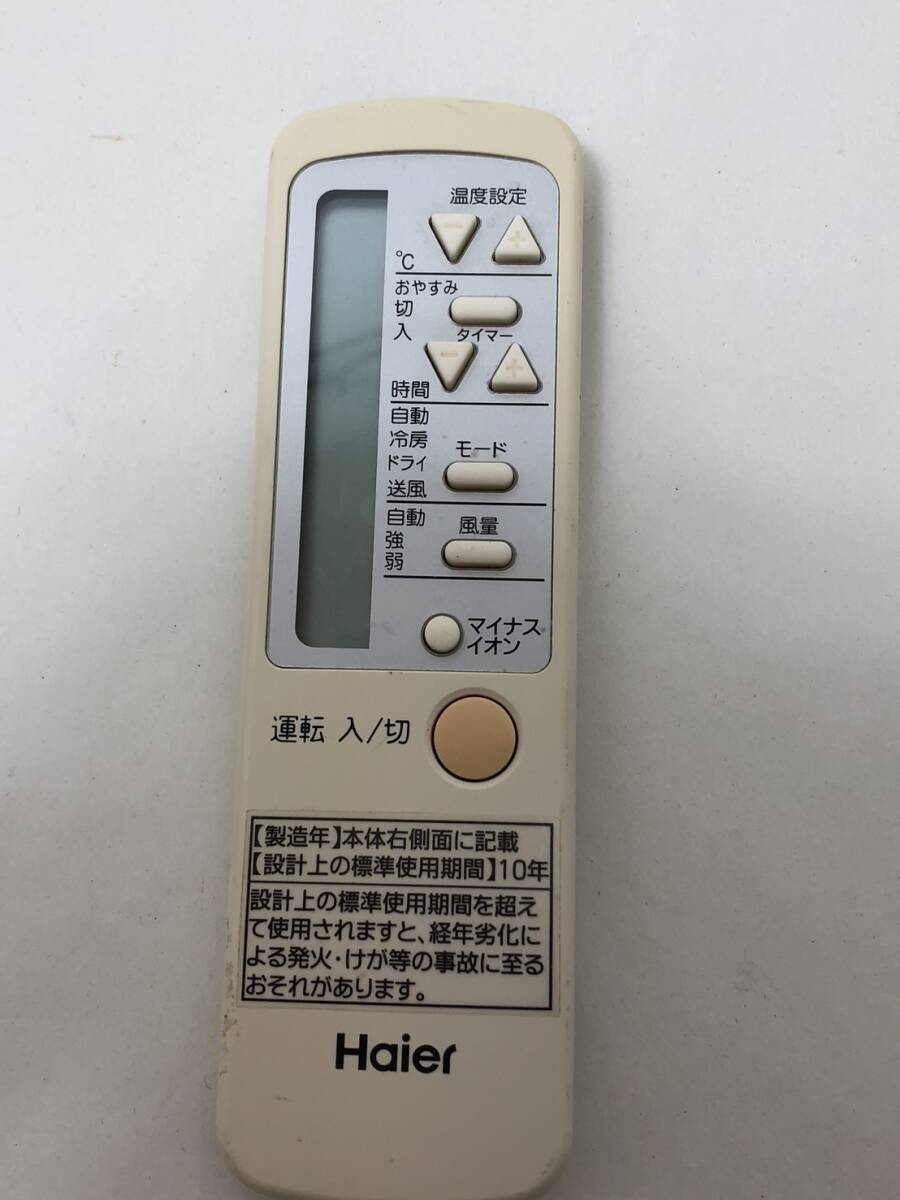 温度設定
− +
℃
おやすみ
切
入
タイマー
− +
時間
自動
冷房
ドライ
送風
モード
自動
強
弱
風量
マイナス
イオン
運転 入/切
【製造年】本体右側面に記載
【設計上の標準使用期間】10年
設計上の標準使用期間を超え
て使用されますと、経年劣化に
よる発火・けが等の事故に至る
おそれがあります。
Haier